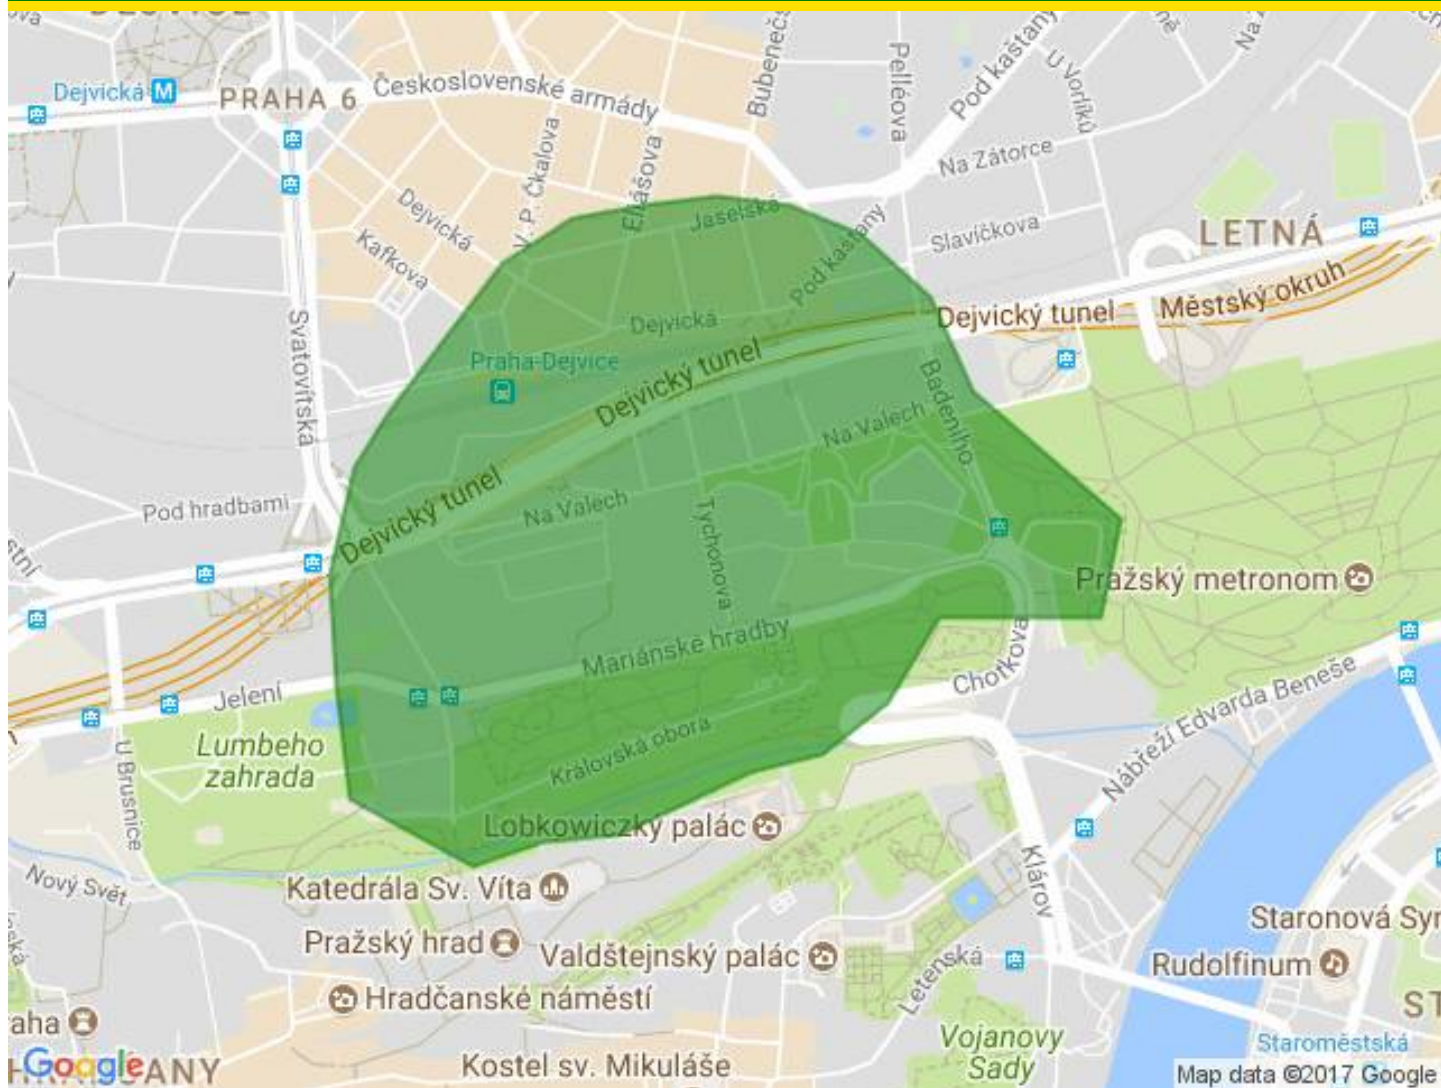 Dejvická
PRAHA 6
Československé armády
Bubeneč
Pelléova
Pod kaštany
U Vorlíků
Na Zátorce
Slavíčkova
LETNÁ
V. P. Čkalova
Eliášova
Jaselská
Dejvická
Kafkova
Pod kaštany
Městský okruh
Dejvický tunel
Dejvická
Praha-Dejvice
Dejvický tunel
Svatovítská
Badeniho
Na Valech
Pod hradbami
Dejvický tunel
Na Valech
Tychonova
Pražský metronom
Mariánské hradby
Chotkova
Jelení
Nábřeží Edvarda Beneše
Lumbeho
zahrada
Královská obora
U Brusnice
Lobkowiczký palác
Nový Svět
Katedrála Sv. Víta
Klárov
Pražský hrad
Valdštejnský palác
Letenská
Staronová Syn
Rudolfinum
Hradčanské náměstí
ST
aha
Vojanovy
Sady
Staroměstská
Google
ANY
Kostel sv. Mikuláše
Map data ©2017 Google